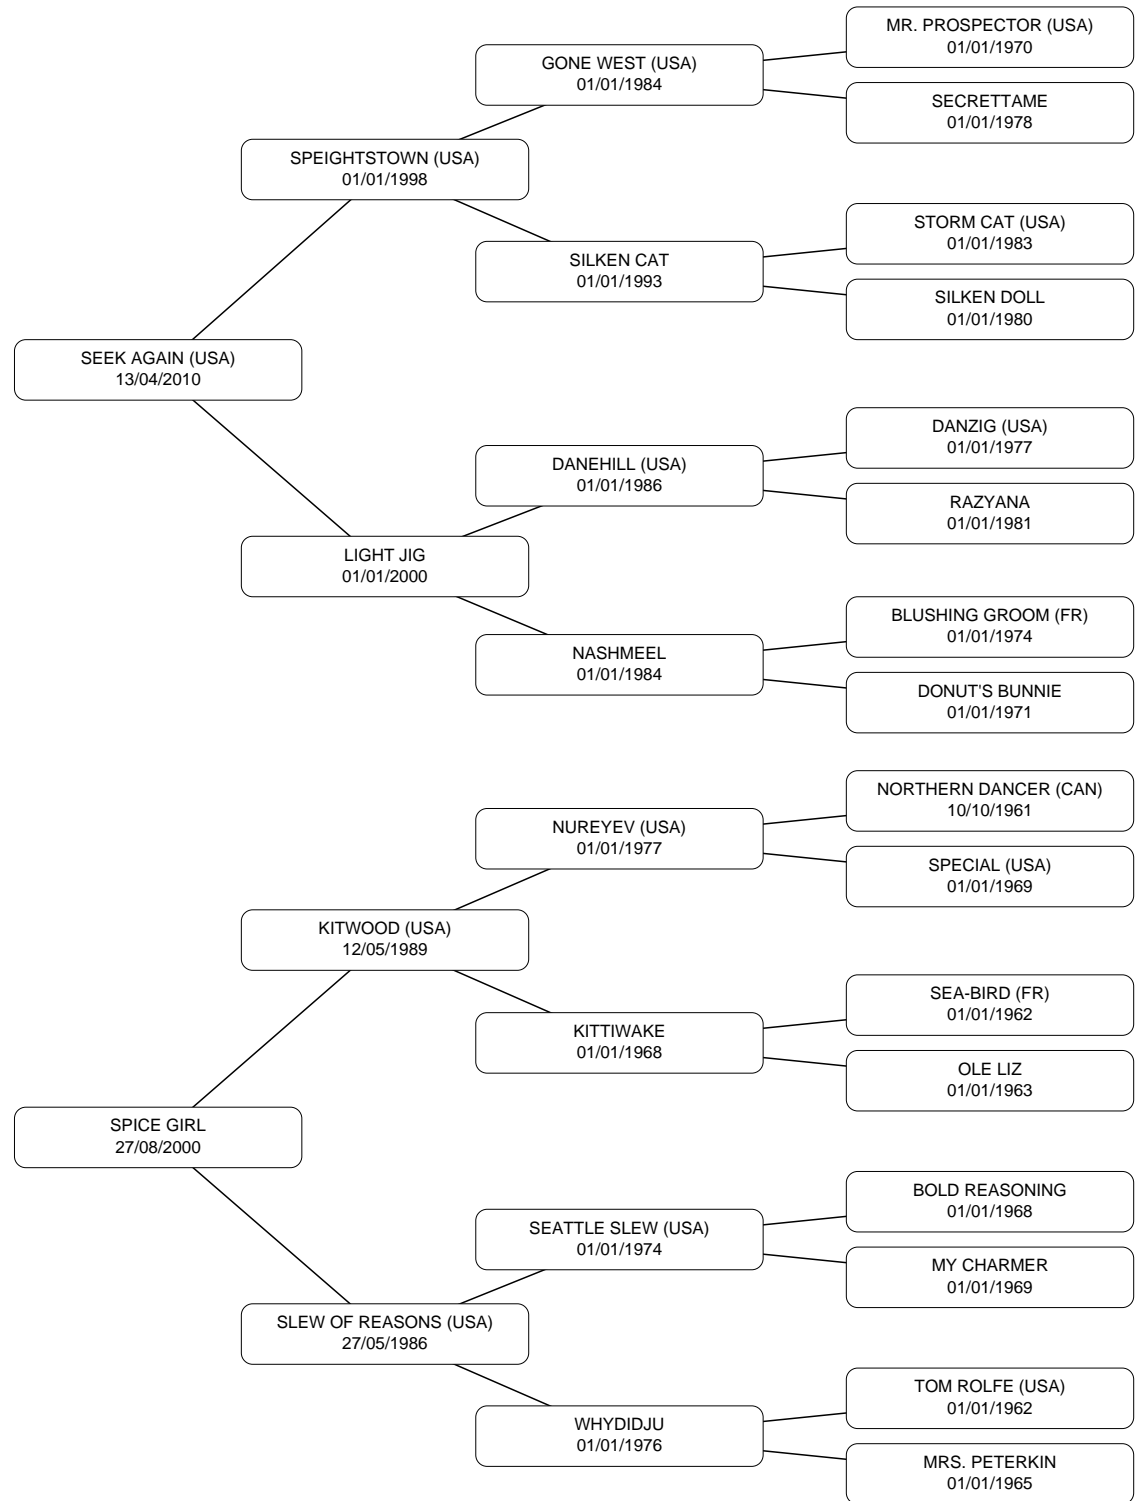 MR. PROSPECTOR (USA)
01/01/1970
GONE WEST (USA)
01/01/1984
SECRETTAME
01/01/1978
SPEIGHTSTOWN (USA)
01/01/1998
STORM CAT (USA)
01/01/1983
SILKEN CAT
01/01/1993
SILKEN DOLL
01/01/1980
SEEK AGAIN (USA)
13/04/2010
DANZIG (USA)
01/01/1977
DANEHILL (USA)
01/01/1986
RAZYANA
01/01/1981
LIGHT JIG
01/01/2000
BLUSHING GROOM (FR)
01/01/1974
NASHMEEL
01/01/1984
DONUT'S BUNNIE
01/01/1971
NORTHERN DANCER (CAN)
10/10/1961
NUREYEV (USA)
01/01/1977
SPECIAL (USA)
01/01/1969
KITWOOD (USA)
12/05/1989
SEA-BIRD (FR)
01/01/1962
KITTIWAKE
01/01/1968
OLE LIZ
01/01/1963
SPICE GIRL
27/08/2000
BOLD REASONING
01/01/1968
SEATTLE SLEW (USA)
01/01/1974
MY CHARMER
01/01/1969
SLEW OF REASONS (USA)
27/05/1986
TOM ROLFE (USA)
01/01/1962
WHYDIDJU
01/01/1976
MRS. PETERKIN
01/01/1965